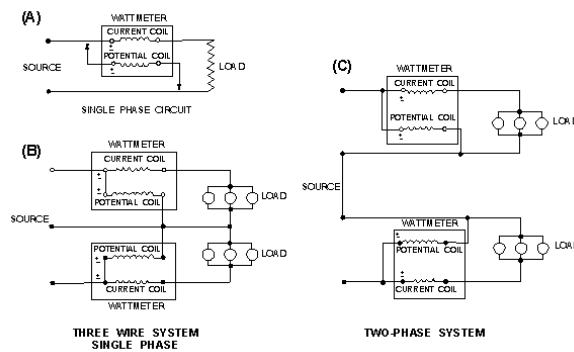 (A)
WATTMETER
CURRENT COIL
±
POTENTIAL COIL
±
SOURCE
LOAD
SINGLE PHASE CIRCUIT
(B)
WATTMETER
CURRENT COIL
±
±
POTENTIAL COIL
LOAD
SOURCE
POTENTIAL COIL
±
±
LOAD
CURRENT COIL
WATTMETER
THREE WIRE SYSTEM
SINGLE PHASE
(C)
WATTMETER
CURRENT COIL
±
POTENTIAL COIL
±
LOAD
SOURCE
WATTMETER
±
POTENTIAL COIL
LOAD
±
CURRENT COIL
TWO-PHASE SYSTEM